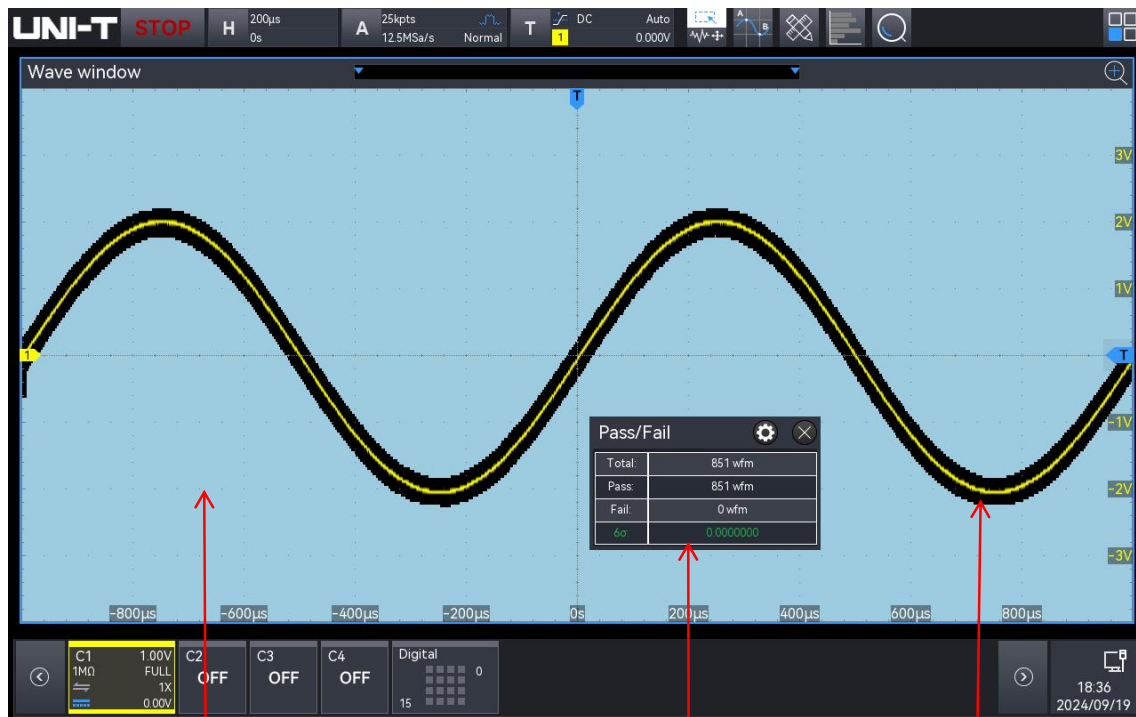 UNI-T STOP H 200μs A 25kpts T DC Auto
0s 12.5MSa/s Normal 1 0.000V A B
Wave window
T
3V
2V
1V
1 T
-1V
-2V
-3V
Pass/Fail
Total: 851 wfm
Pass: 851 wfm
Fail: 0 wfm
6σ: 0.0000000
-800μs -600μs -400μs -200μs 0s 200μs 400μs 600μs 800μs
C1 1.00V C2 C3 C4 Digital
1MΩ FULL OFF OFF OFF 0
1X
0.00V 15
18:36
2024/09/19